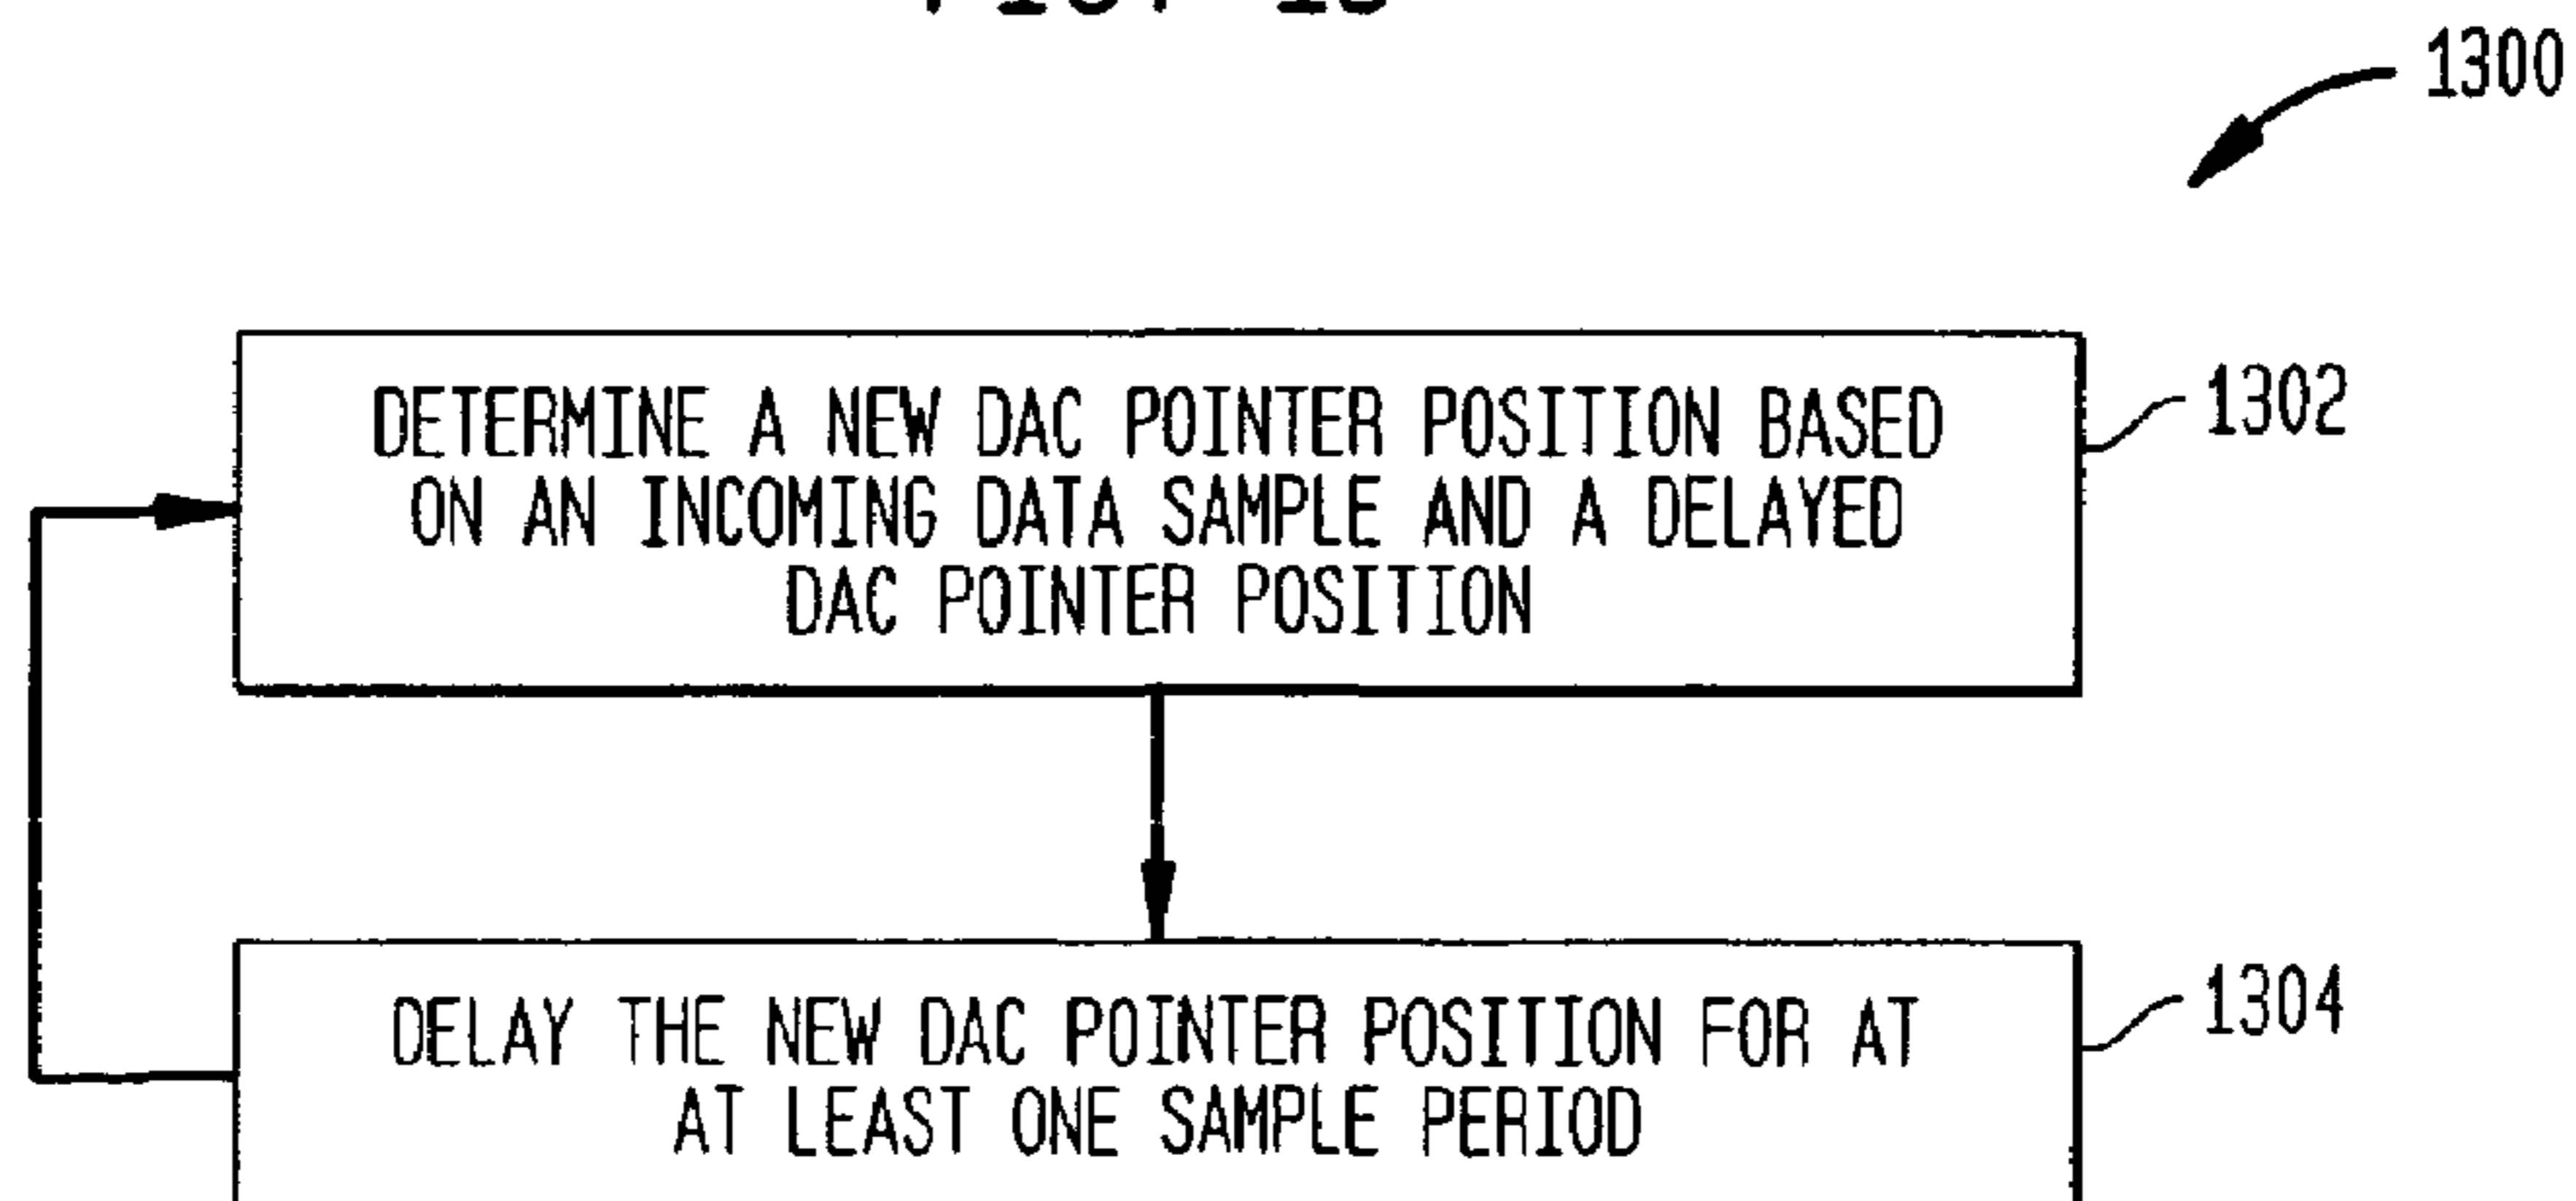 1300
DETERMINE A NEW DAC POINTER POSITION BASED
ON AN INCOMING DATA SAMPLE AND A DELAYED
DAC POINTER POSITION
1302
DELAY THE NEW DAC POINTER POSITION FOR AT
AT LEAST ONE SAMPLE PERIOD
1304